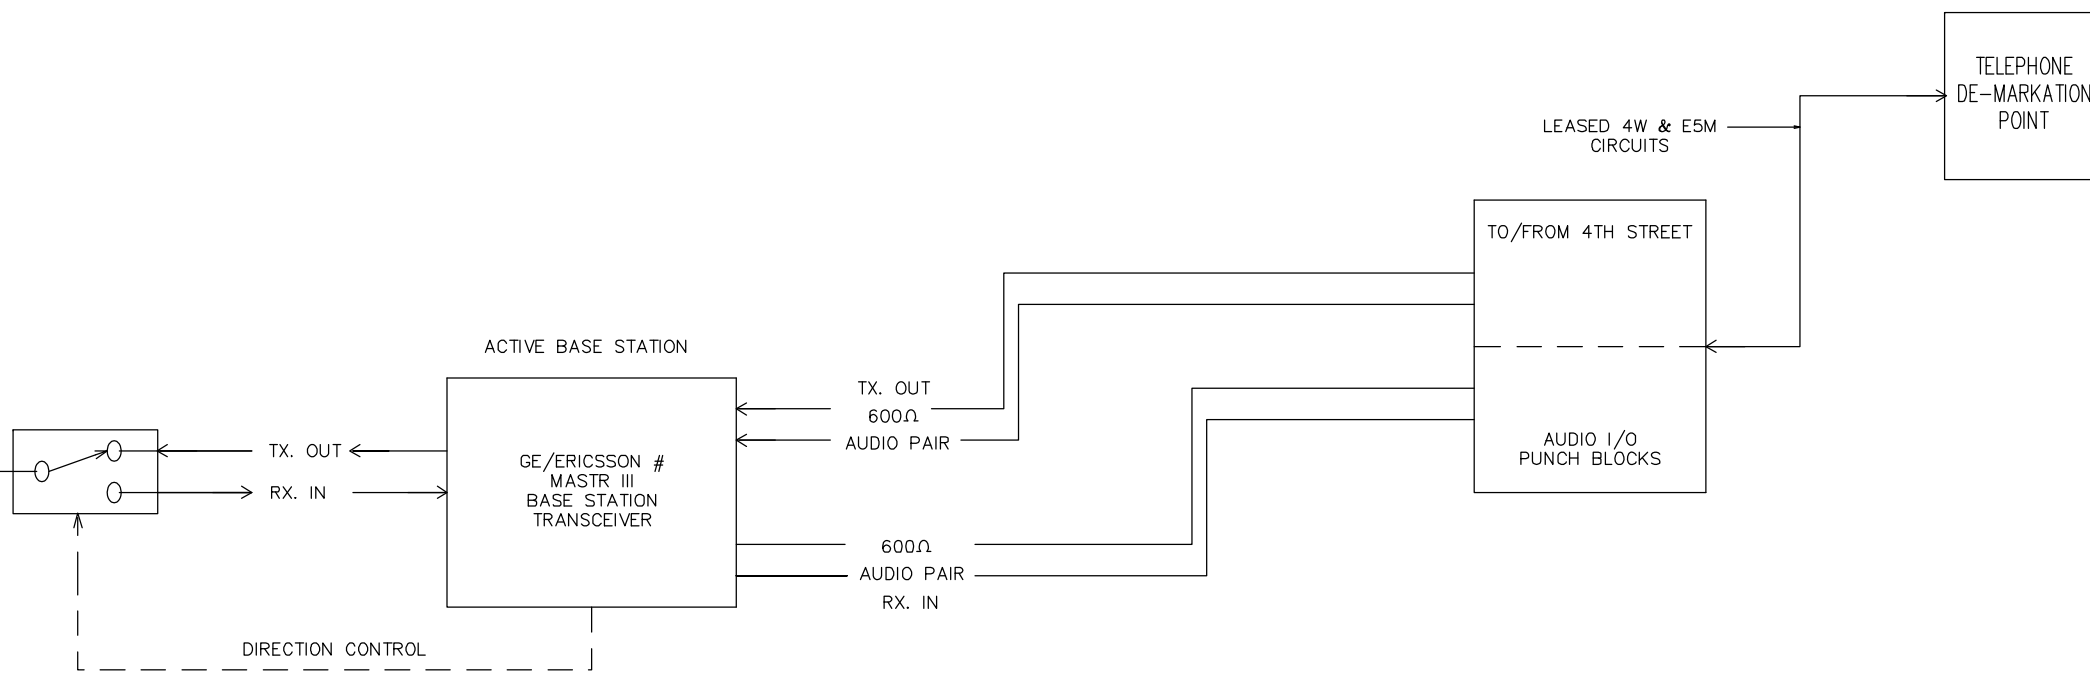 TELEPHONE
DE-MARKATION
POINT
LEASED 4W & E5M
CIRCUITS
TO/FROM 4TH STREET
AUDIO I/O
PUNCH BLOCKS
ACTIVE BASE STATION
TX. OUT
600Ω
AUDIO PAIR
TX. OUT
RX. IN
GE/ERICSSON #
MASTR III
BASE STATION
TRANSCEIVER
600Ω
AUDIO PAIR
RX. IN
DIRECTION CONTROL